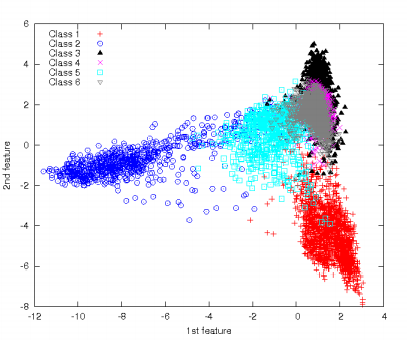 6
4
2
0
-2
-4
-6
-8
-12
-10
-8
-6
-4
-2
0
2
4
Class 1
Class 2
Class 3
Class 4
Class 5
Class 6
2nd feature
1st feature